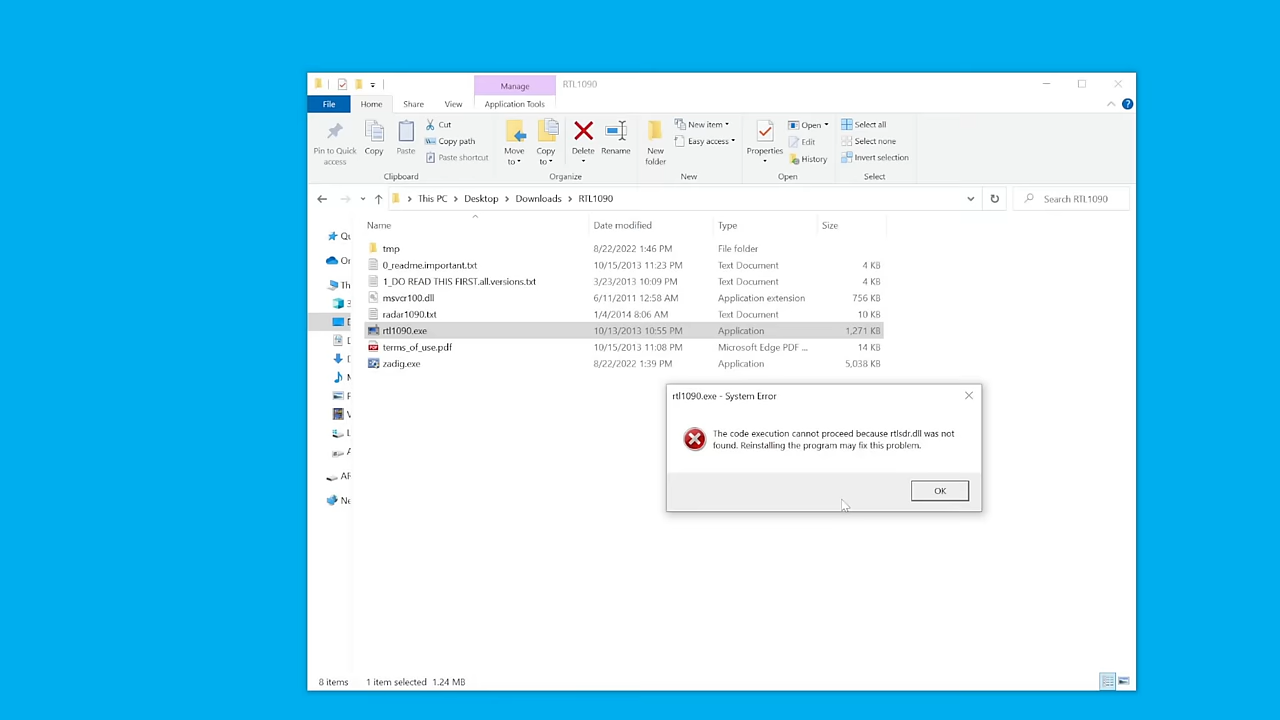 Manage
RTL1090
File
Home
Share
View
Application Tools
Pin to Quick
access
Copy
Paste
Cut
Copy path
Paste shortcut
Clipboard
Move
to
Copy
to
Delete
Rename
Organize
New
folder
New item
Easy access
New
Properties
Open
Edit
History
Open
Select all
Select none
Invert selection
Select
This PC > Desktop > Downloads > RTL1090
Search RTL1090
Name Date modified Type Size
tmp 8/22/2022 1:46 PM File folder
0_readme.important.txt 10/15/2013 11:23 PM Text Document 4 KB
1_DO READ THIS FIRST.all.versions.txt 3/23/2013 10:09 PM Text Document 4 KB
msvcr100.dll 6/11/2011 12:58 AM Application extension 756 KB
radar1090.txt 1/4/2014 8:06 AM Text Document 10 KB
rtl1090.exe 10/13/2013 10:55 PM Application 1,271 KB
terms_of_use.pdf 10/15/2013 11:08 PM Microsoft Edge PDF ... 14 KB
zadig.exe 8/22/2022 1:39 PM Application 5,038 KB
rtl1090.exe - System Error
The code execution cannot proceed because rtlsdr.dll was not
found. Reinstalling the program may fix this problem.
OK
8 items 1 item selected 1.24 MB